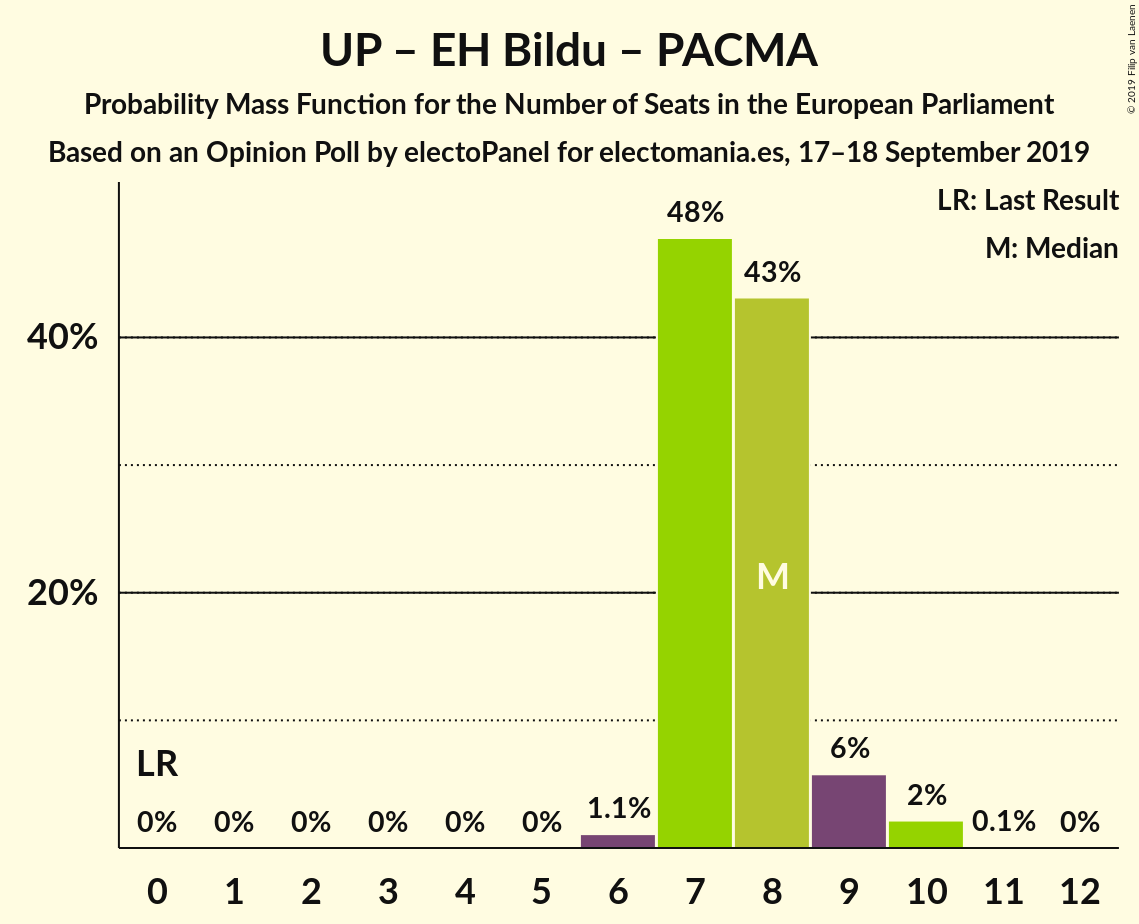 UP – EH Bildu – PACMA
Probability Mass Function for the Number of Seats in the European Parliament
Based on an Opinion Poll by electoPanel for electomania.es, 17–18 September 2019
© 2019 Filip van Laenen
LR: Last Result
M: Median
48%
43%
40%
M
20%
LR
6%
0% 0% 0% 0% 0% 0% 1.1% 2% 0.1% 0%
0 1 2 3 4 5 6 7 8 9 10 11 12